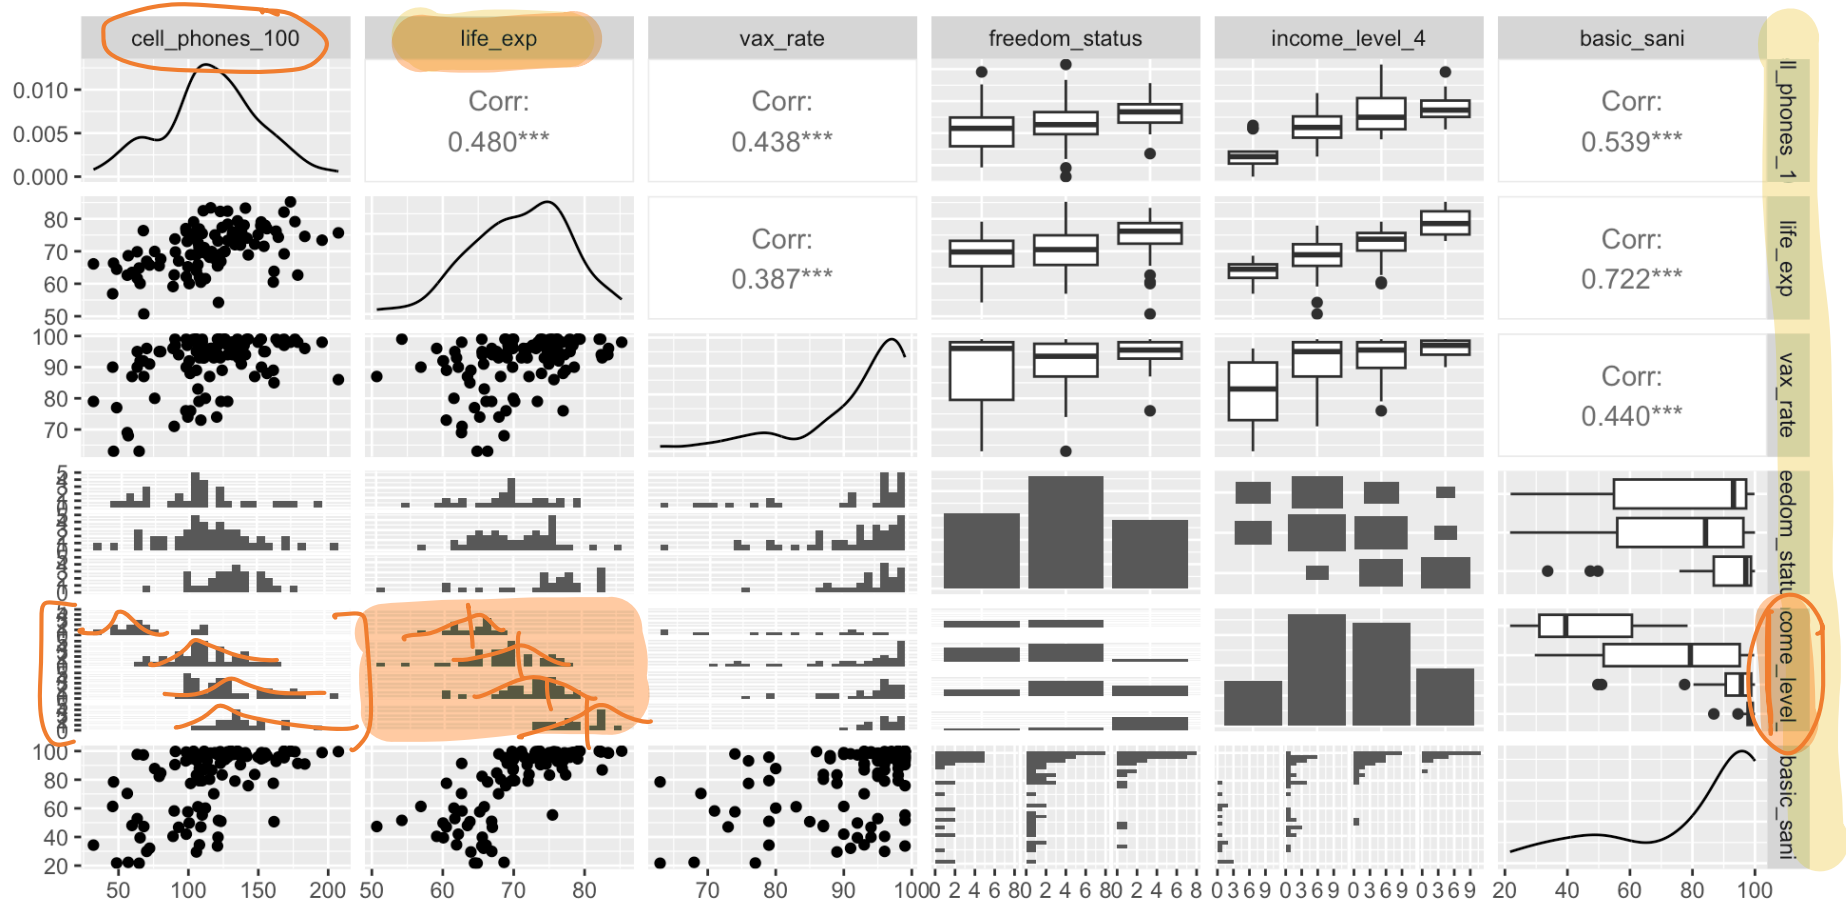 cell_phones_100 life_exp vax_rate freedom_status income_level_4 basic_sani
0.010
0.005
0.000
Corr:
0.480***
Corr:
0.438***
Corr:
0.539***
ll_phones_1
80
70
60
50
Corr:
0.387***
Corr:
0.722***
life_exp
100
90
80
70
Corr:
0.440***
vax_rate
eedom_statu
come_level_
100
80
60
40
20
basic_sani
50 100 150 200
50 60 70 80
70 80 90 100
0 2 4 6 8 0 2 4 6 8 0 2 4 6 8
0 3 6 9 0 3 6 9 0 3 6 9 0 3 6 9
20 40 60 80 100